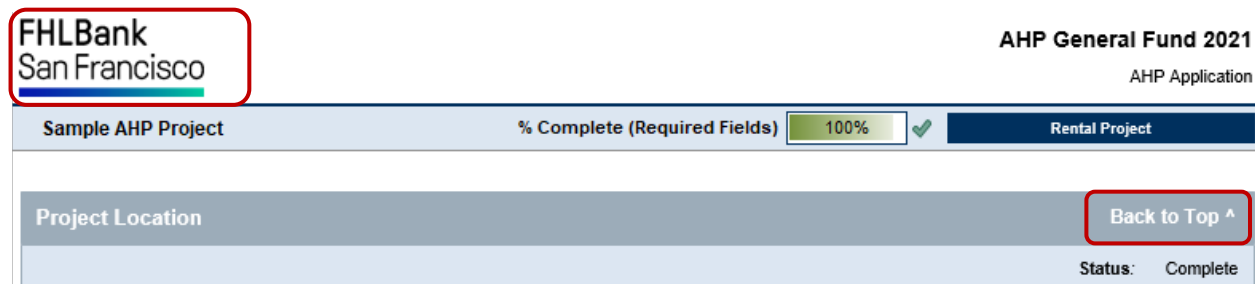 FHLBank
San Francisco
AHP General Fund 2021
AHP Application
Sample AHP Project % Complete (Required Fields) 100% Rental Project
Project Location Back to Top ^
Status: Complete